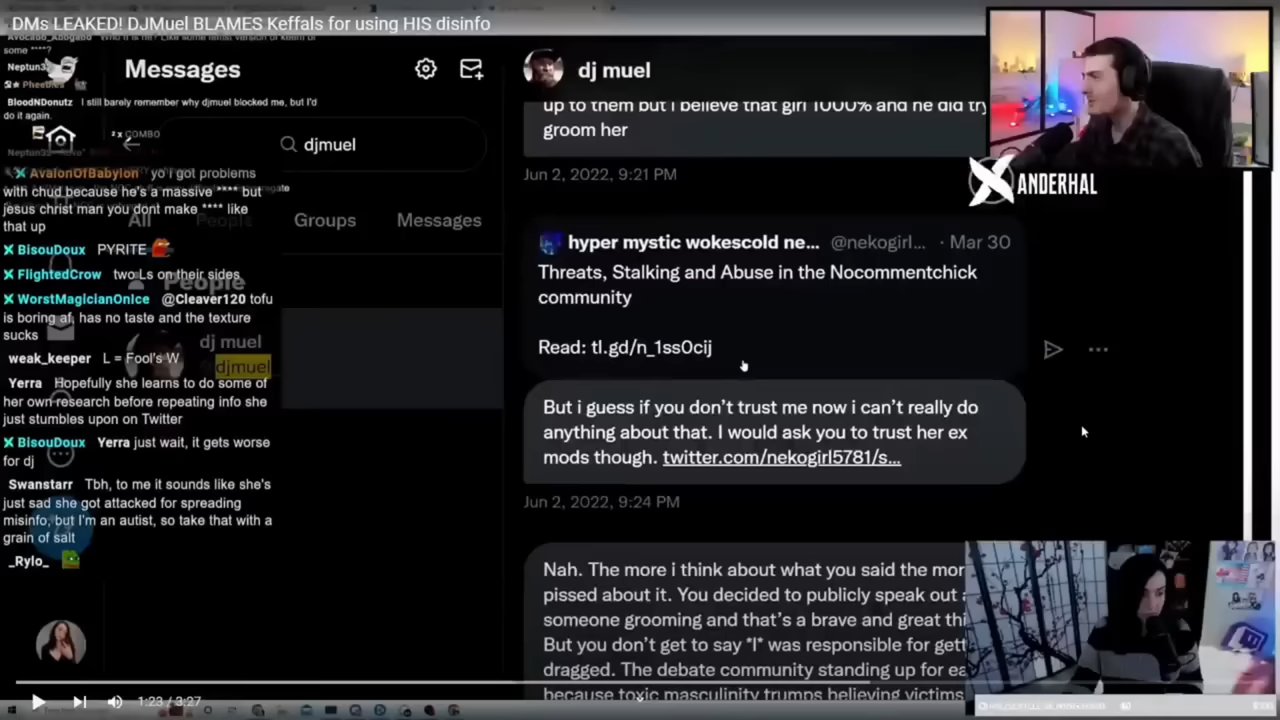 DMs LEAKED! DJMuel BLAMES Keffals for using HIS disinfo
some ****?
Neptun3
Pheebles
BloodNDonutz I still barely remember why djmuel blocked me, but I'd
do it again.
2 x COMBO
AvalonOfBabylon yo i got problems
with chud because he's a massive **** but
jesus christ man you dont make **** like
that up
BisouDoux PYRITE
FlightedCrow two Ls on their sides
WorstMagicianOnIce @Cleaver120 tofu
is boring af, has no taste and the texture
sucks
weak_keeper L = Fool's W
Yerra Hopefully she learns to do some of
her own research before repeating info she
just stumbles upon on Twitter
BisouDoux Yerra just wait, it gets worse
for dj
Swanstarr Tbh, to me it sounds like she's
just sad she got attacked for spreading
misinfo, but I'm an autist, so take that with a
grain of salt
_Rylo_
Messages
djmuel
All People Groups Messages
People
dj muel
djmuel
dj muel
up to them but i believe that girl 1000% and he did try
groom her
Jun 2, 2022, 9:21 PM
hyper mystic wokescold ne... @nekogirl... · Mar 30
Threats, Stalking and Abuse in the Nocommentchick
community
Read: tl.gd/n_1ss0cij
But i guess if you don't trust me now i can't really do
anything about that. I would ask you to trust her ex
mods though. twitter.com/nekogirl5781/s...
Jun 2, 2022, 9:24 PM
Nah. The more i think about what you said the mor
pissed about it. You decided to publicly speak out
someone grooming and that's a brave and great thi
But you don't get to say *I* was responsible for gett
dragged. The debate community standing up for ea
because toxic masculinity trumps believing victims
XANDERHAL
1:23 / 3:27